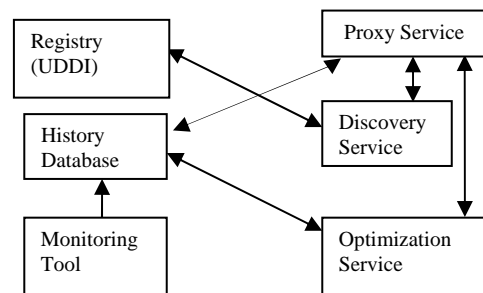 Registry
(UDDI)
Proxy Service
History
Database
Discovery
Service
Monitoring
Tool
Optimization
Service